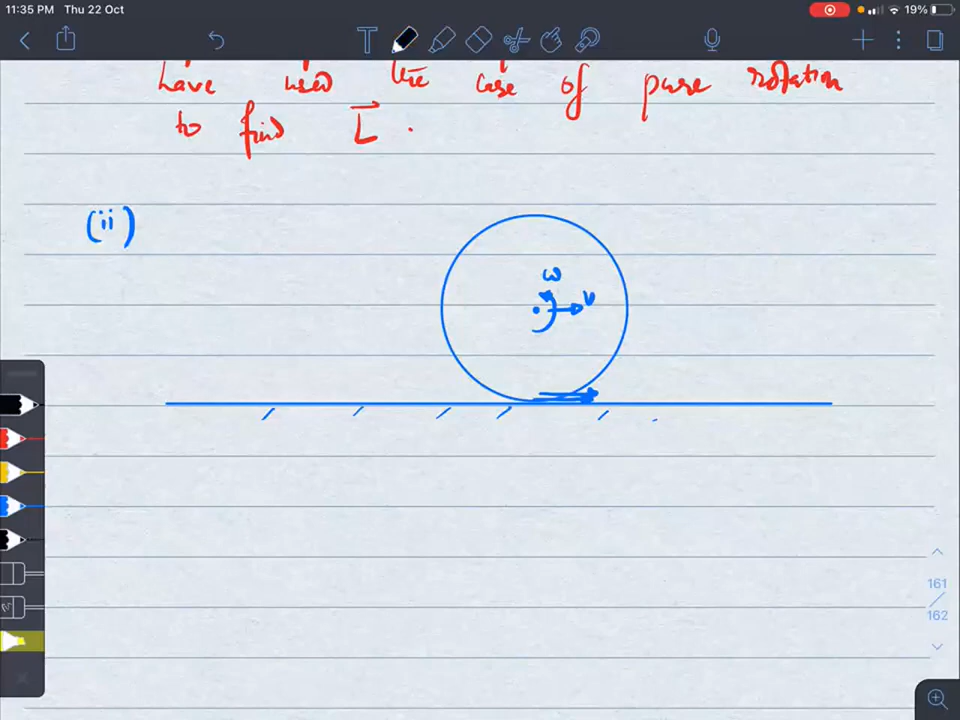 11:35 PM Thu 22 Oct 19%
have used the case of pure rotation
to find L.
(ii)
ω
v
161
162